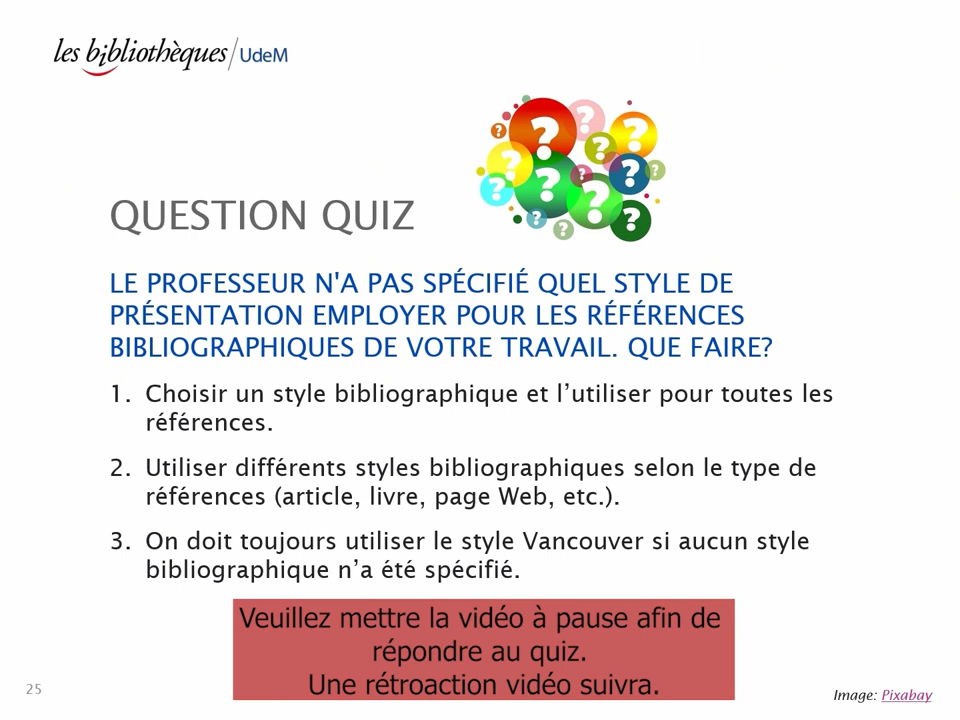 les bibliothèques/UdeM
? ? ? ? ? ? ? ? ? ? ? ? ? ?
QUESTION QUIZ
LE PROFESSEUR N'A PAS SPÉCIFIÉ QUEL STYLE DE
PRÉSENTATION EMPLOYER POUR LES RÉFÉRENCES
BIBLIOGRAPHIQUES DE VOTRE TRAVAIL. QUE FAIRE?
1. Choisir un style bibliographique et l’utiliser pour toutes les
références.
2. Utiliser différents styles bibliographiques selon le type de
références (article, livre, page Web, etc.).
3. On doit toujours utiliser le style Vancouver si aucun style
bibliographique n’a été spécifié.
Veuillez mettre la vidéo à pause afin de
répondre au quiz.
Une rétroaction vidéo suivra.
25
Image: Pixabay